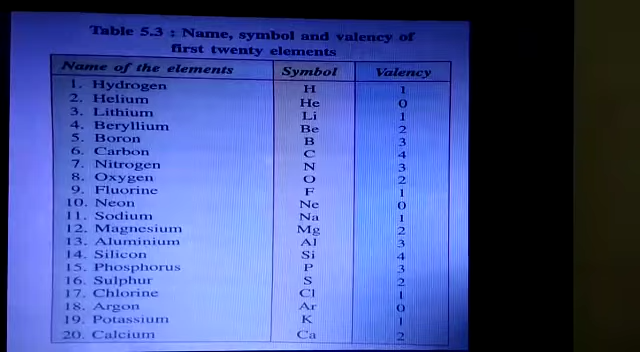 Table 5.3 : Name, symbol and valency of
first twenty elements
Name of the elements Symbol Valency
1. Hydrogen H 1
2. Helium He 0
3. Lithium Li 1
4. Beryllium Be 2
5. Boron B 3
6. Carbon C 4
7. Nitrogen N 3
8. Oxygen O 2
9. Fluorine F 1
10. Neon Ne 0
11. Sodium Na 1
12. Magnesium Mg 2
13. Aluminium Al 3
14. Silicon Si 4
15. Phosphorus P 3
16. Sulphur S 2
17. Chlorine Cl 1
18. Argon Ar 0
19. Potassium K 1
20. Calcium Ca 2